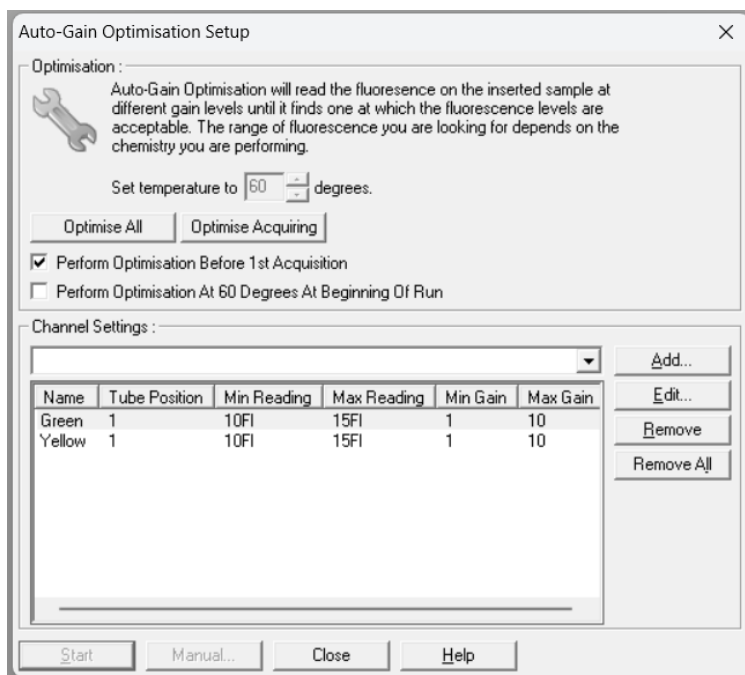 Auto-Gain Optimisation Setup
Optimisation :
Auto-Gain Optimisation will read the fluoresence on the inserted sample at
different gain levels until it finds one at which the fluorescence levels are
acceptable. The range of fluorescence you are looking for depends on the
chemistry you are performing.
Set temperature to 60 degrees.
Optimise All Optimise Acquiring
Perform Optimisation Before 1st Acquisition
Perform Optimisation At 60 Degrees At Beginning Of Run
Channel Settings :
Add...
Name Tube Position Min Reading Max Reading Min Gain Max Gain
Edit...
Green 1 10Fl 15Fl 1 10
Remove
Yellow 1 10Fl 15Fl 1 10
Remove All
Start Manual... Close Help